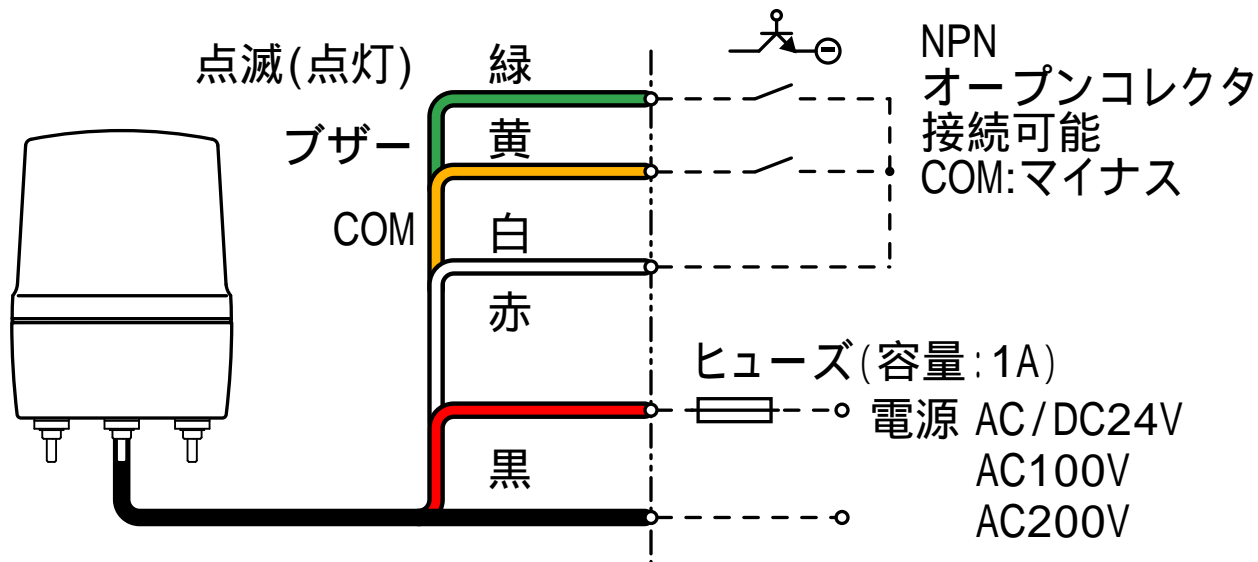 点滅(点灯)
緑
ブザー
黄
COM
白
赤
黒
NPN
オープンコレクタ
接続可能
COM:マイナス
ヒューズ(容量:1A)
電源 AC/DC24V
AC100V
AC200V